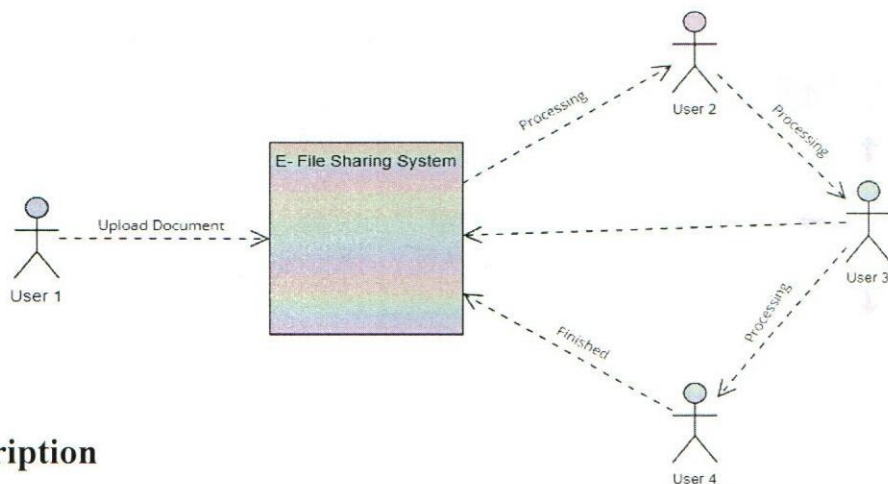 User 2
Processing
Processing
E- File Sharing System
Upload Document
User 1
User 3
Processing
Finished
User 4
ription